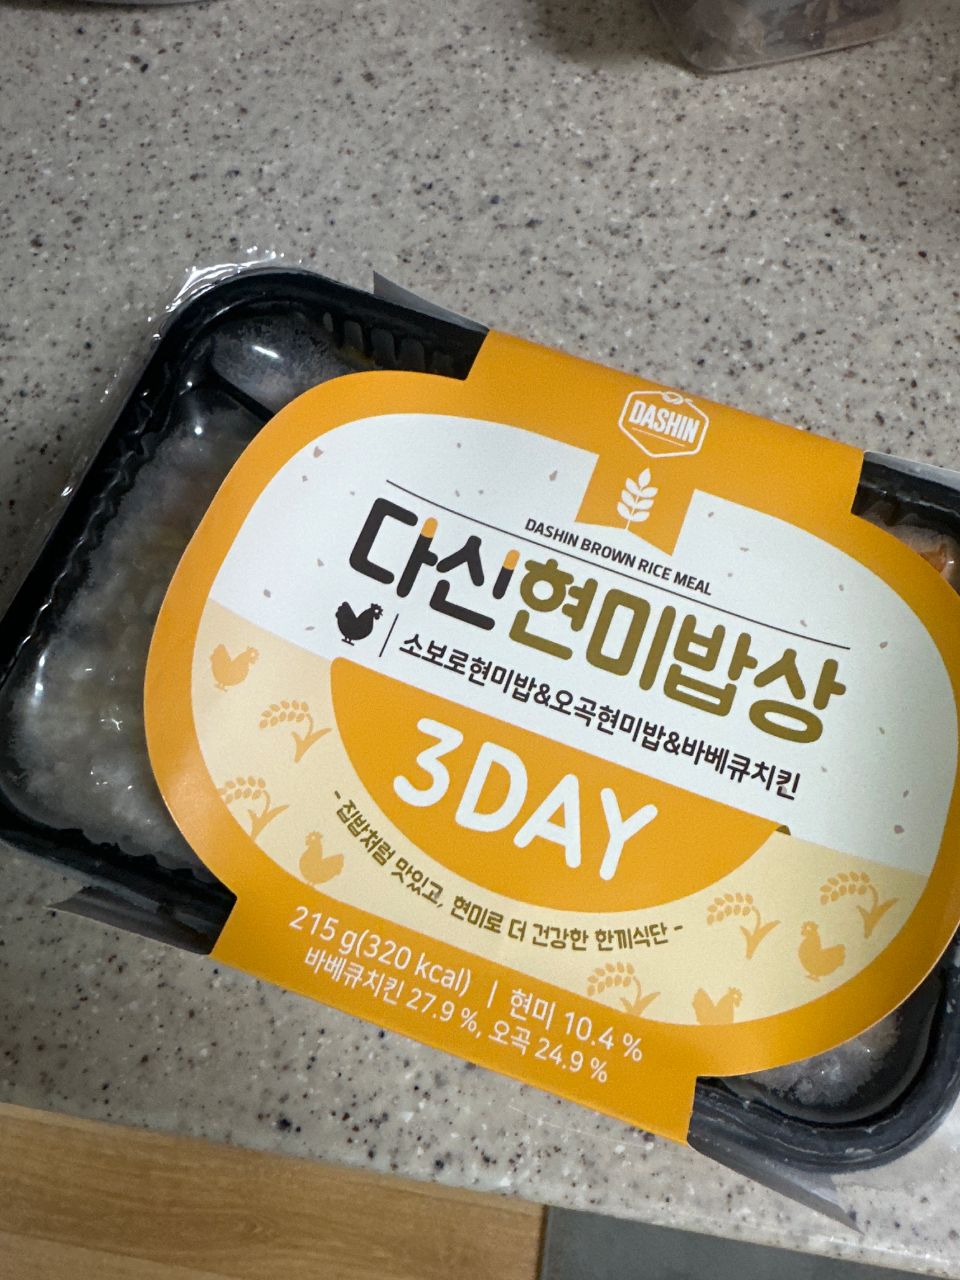 DASHIN
DASHIN BROWN RICE MEAL
다신현미밥상
소보로현미밥&오곡현미밥&바베큐치킨
3DAY
- 집밥처럼 맛있고, 현미로 더 건강한 한끼식단 -
215 g(320 kcal) | 현미 10.4 %
바베큐치킨 27.9 %, 오곡 24.9 %